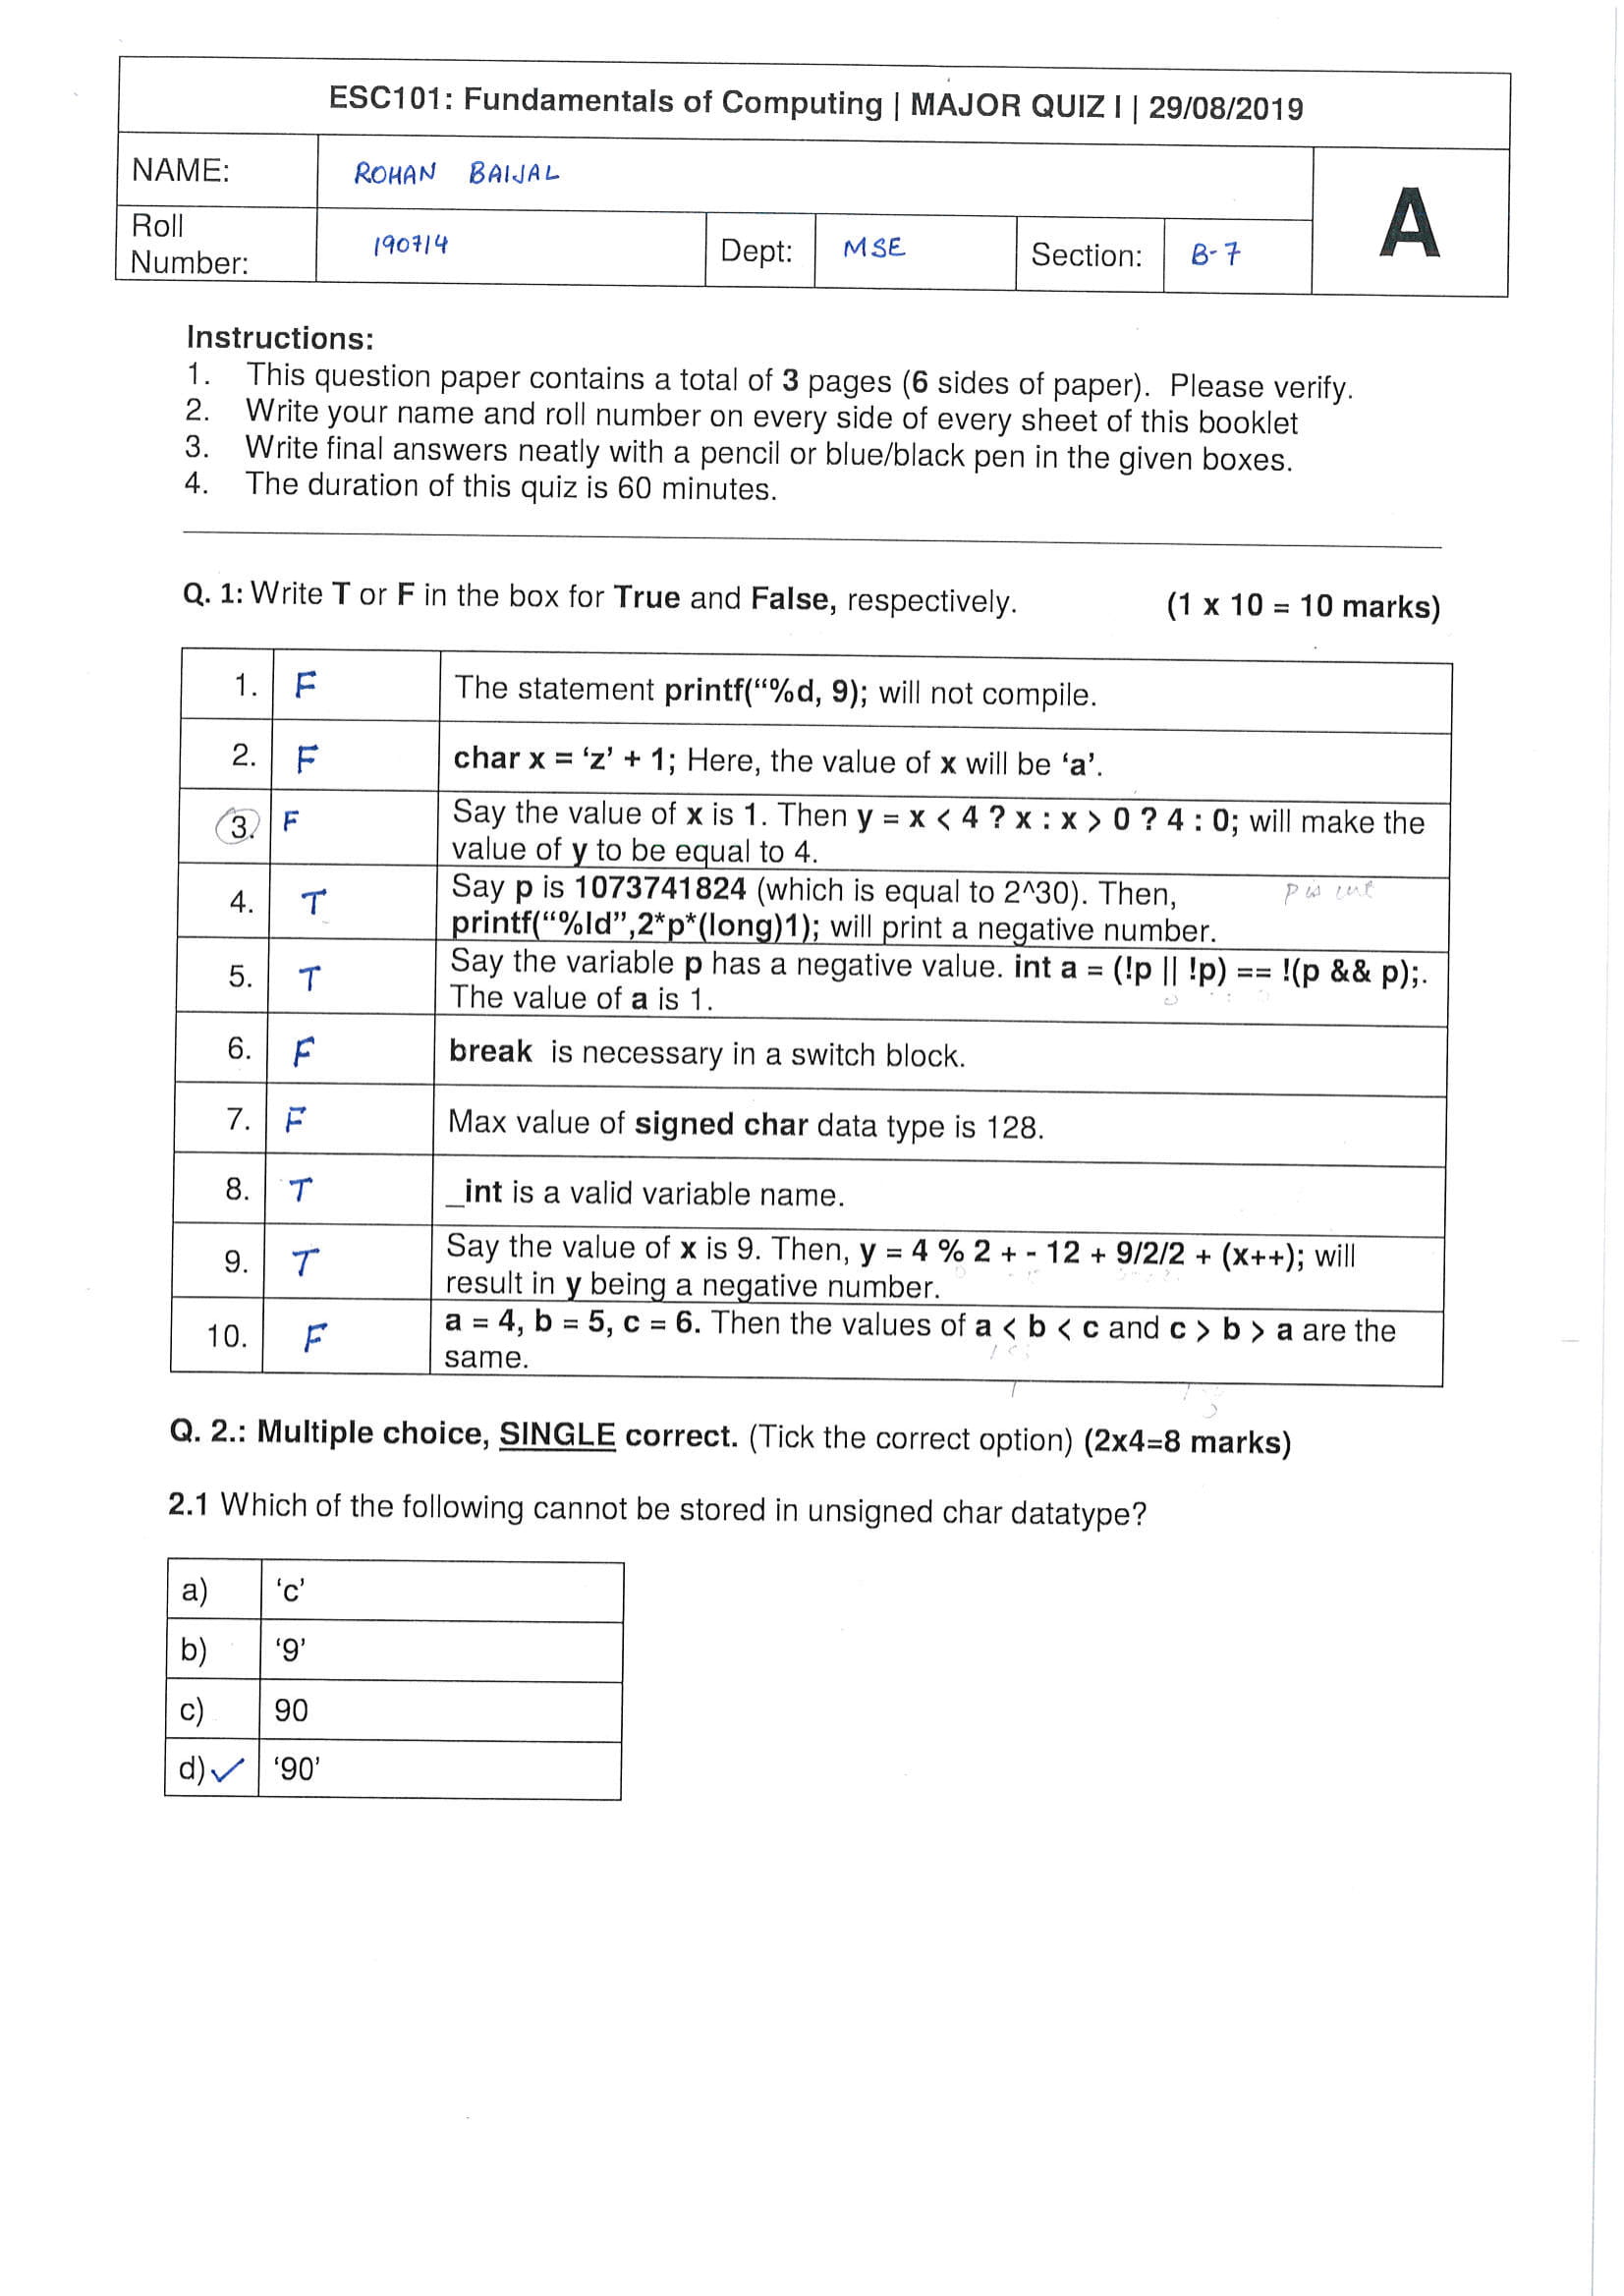 ESC101: Fundamentals of Computing | MAJOR QUIZ I | 29/08/2019
NAME: ROHAN BAIJAL
A
Roll Number: 190714 Dept: MSE Section: B-7
Instructions:
1. This question paper contains a total of 3 pages (6 sides of paper). Please verify.
2. Write your name and roll number on every side of every sheet of this booklet
3. Write final answers neatly with a pencil or blue/black pen in the given boxes.
4. The duration of this quiz is 60 minutes.
Q. 1: Write T or F in the box for True and False, respectively. (1 x 10 = 10 marks)
1. F The statement printf(“%d, 9); will not compile.
2. F char x = ‘z’ + 1; Here, the value of x will be ‘a’.
3. F Say the value of x is 1. Then y = x < 4 ? x : x > 0 ? 4 : 0; will make the
value of y to be equal to 4.
4. T Say p is 1073741824 (which is equal to 2^30). Then, p is int
printf(“%ld”,2*p*(long)1); will print a negative number.
5. T Say the variable p has a negative value. int a = (!p || !p) == !(p && p);.
The value of a is 1.
6. F break is necessary in a switch block.
7. F Max value of signed char data type is 128.
8. T _int is a valid variable name.
9. T Say the value of x is 9. Then, y = 4 % 2 + - 12 + 9/2/2 + (x++); will
result in y being a negative number.
10. F a = 4, b = 5, c = 6. Then the values of a < b < c and c > b > a are the
same.
Q. 2.: Multiple choice, SINGLE correct. (Tick the correct option) (2x4=8 marks)
2.1 Which of the following cannot be stored in unsigned char datatype?
a) ‘c’
b) ‘9’
c) 90
d)✓ ‘90’